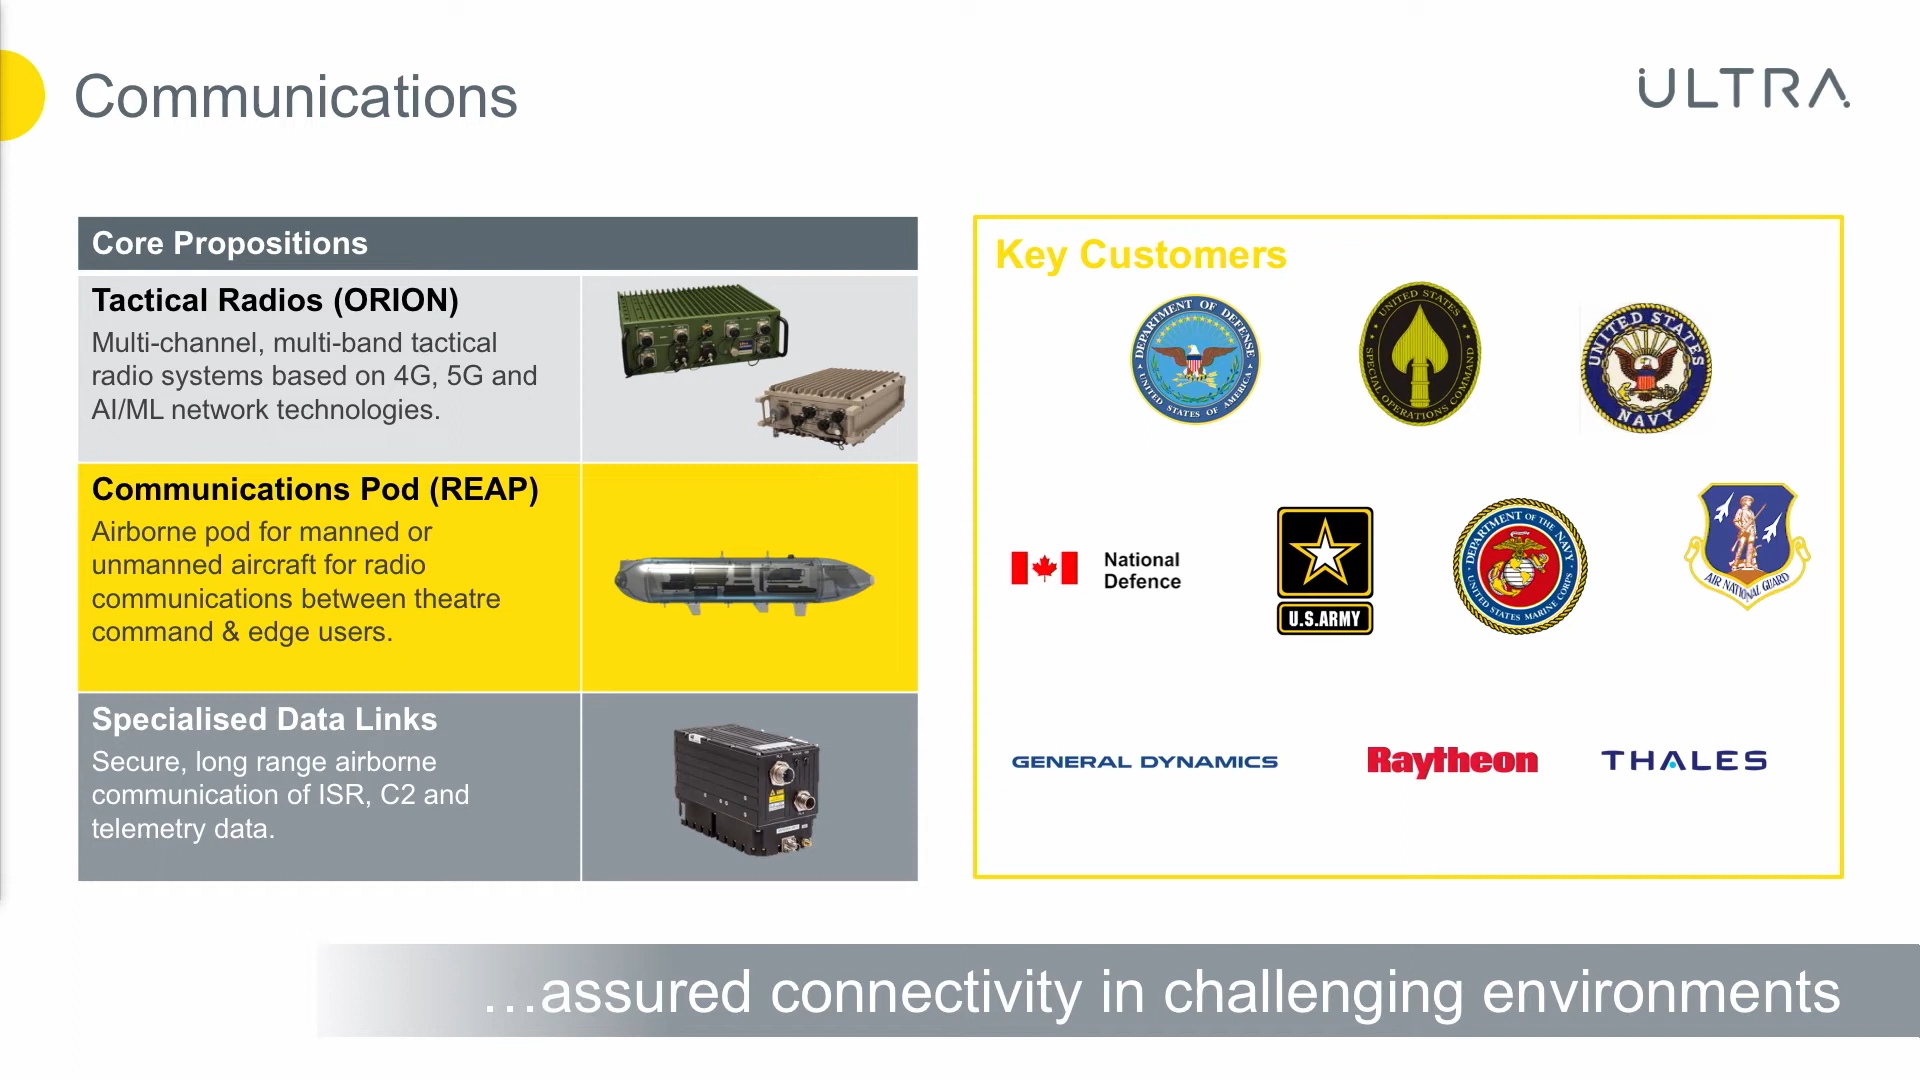 Communications
ULTRA
Core Propositions
Tactical Radios (ORION)
Multi-channel, multi-band tactical
radio systems based on 4G, 5G and
AI/ML network technologies.
Communications Pod (REAP)
Airborne pod for manned or
unmanned aircraft for radio
communications between theatre
command & edge users.
Specialised Data Links
Secure, long range airborne
communication of ISR, C2 and
telemetry data.
Key Customers
DEPARTMENT OF DEFENSE
UNITED STATES OF AMERICA
UNITED STATES
SPECIAL OPERATIONS COMMAND
UNITED STATES
NAVY
National
Defence
U.S.ARMY
DEPARTMENT OF THE NAVY
UNITED STATES MARINE CORPS
AIR NATIONAL GUARD
GENERAL DYNAMICS
Raytheon
THALES
…assured connectivity in challenging environments